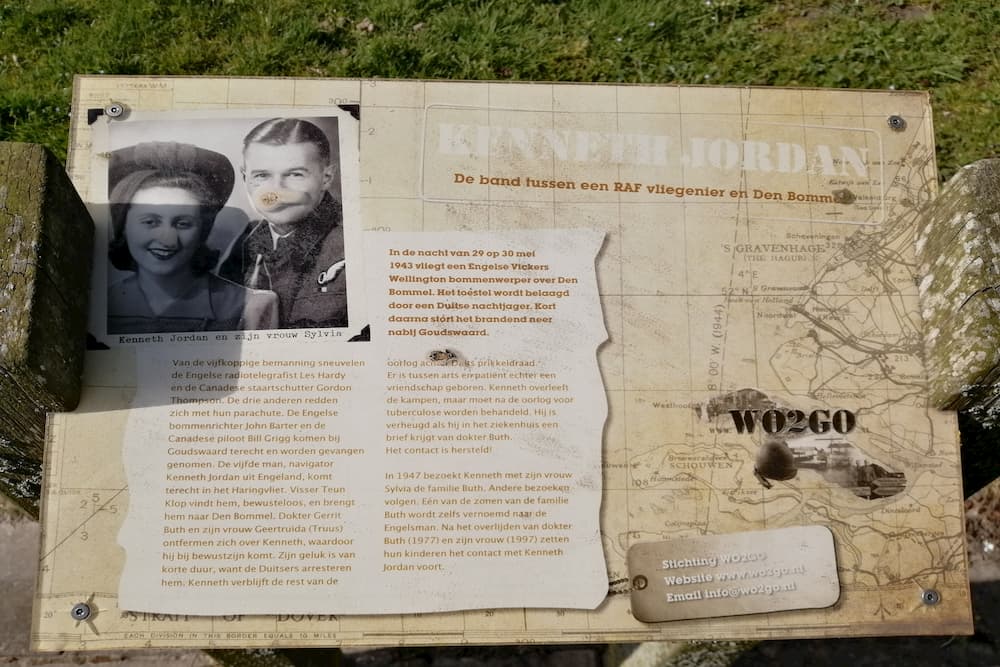 KENNETH JORDAN
De band tussen een RAF vliegenier en Den Bommel
Kenneth Jordan en zijn vrouw Sylvia
In de nacht van 29 op 30 mei
1943 vliegt een Engelse Vickers
Wellington bommenwerper over Den
Bommel. Het toestel wordt belaagd
door een Duitse nachtjager. Kort
daarna stort het brandend neer
nabij Goudswaard.
Van de vijfkoppige bemanning sneuvelen
de Engelse radiotelegrafist Les Hardy
en de Canadese staartschutter Gordon
Thompson. De drie anderen redden
zich met hun parachute. De Engelse
bommenrichter John Barter en de
Canadese piloot Bill Grigg komen bij
Goudswaard terecht en worden gevangen
genomen. De vijfde man, navigator
Kenneth Jordan uit Engeland, komt
terecht in het Haringvliet. Visser Teun
Klop vindt hem, bewusteloos, en brengt
hem naar Den Bommel. Dokter Gerrit
Buth en zijn vrouw Geertruida (Truus)
ontfermen zich over Kenneth, waardoor
hij bij bewustzijn komt. Zijn geluk is van
korte duur, want de Duitsers arresteren
hem. Kenneth verblijft de rest van de
oorlog achter Duits prikkeldraad.
Er is tussen arts en patiënt echter een
vriendschap geboren. Kenneth overleeft
de kampen, maar moet na de oorlog voor
tuberculose worden behandeld. Hij is
verheugd als hij in het ziekenhuis een
brief krijgt van dokter Buth.
Het contact is hersteld!
In 1947 bezoekt Kenneth met zijn vrouw
Sylvia de familie Buth. Andere bezoeken
volgen. Eén van de zonen van de familie
Buth wordt zelfs vernoemd naar de
Engelsman. Na het overlijden van dokter
Buth (1977) en zijn vrouw (1997) zetten
hun kinderen het contact met Kenneth
Jordan voort.
'S GRAVENHAGE
(THE HAGUE)
Scheveningen
SCHOUWEN
WO2GO
Stichting WO2GO
Website www.wo2go.nl
Email info@wo2go.nl
STRAIT OF DOVER
EACH DIVISION IN THIS BORDER EQUALS 10 MILES